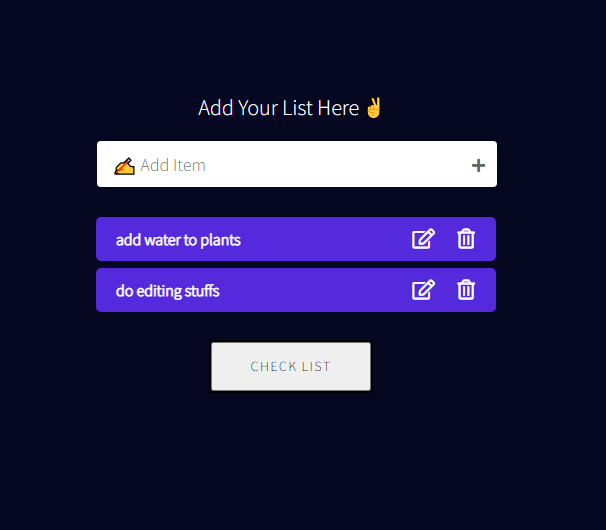 Add Your List Here ✌
✍ Add Item
add water to plants
do editing stuffs
CHECK LIST